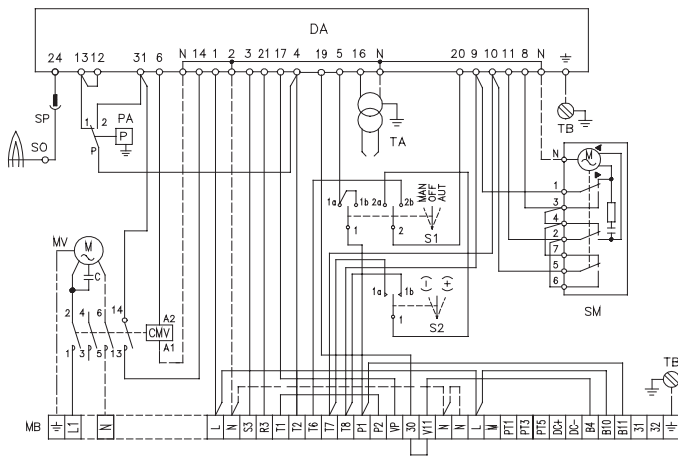 DA
24 13 12 31 6 N 14 1 2 3 21 17 4 19 5 16 N 20 9 10 11 8 N
SP
1 2 PA
P
P
SO
TA
TB
N M
1
3
4
2
7
5
6
SM
MAN
OFF
AUT
1a 1b 2a 2b
1 2
S1
(-) (+)
1a 1b
1
S2
MV M
C
2 4 6 14
A2
CMV
A1
1 3 5 13
TB
MB L1 N L N S3 R3 T1 T2 T6 T7 T8 P1 P2 VP 30 V11 N N L M PT1 PT3 PT5 DC+ DC- B4 B10 B11 31 32